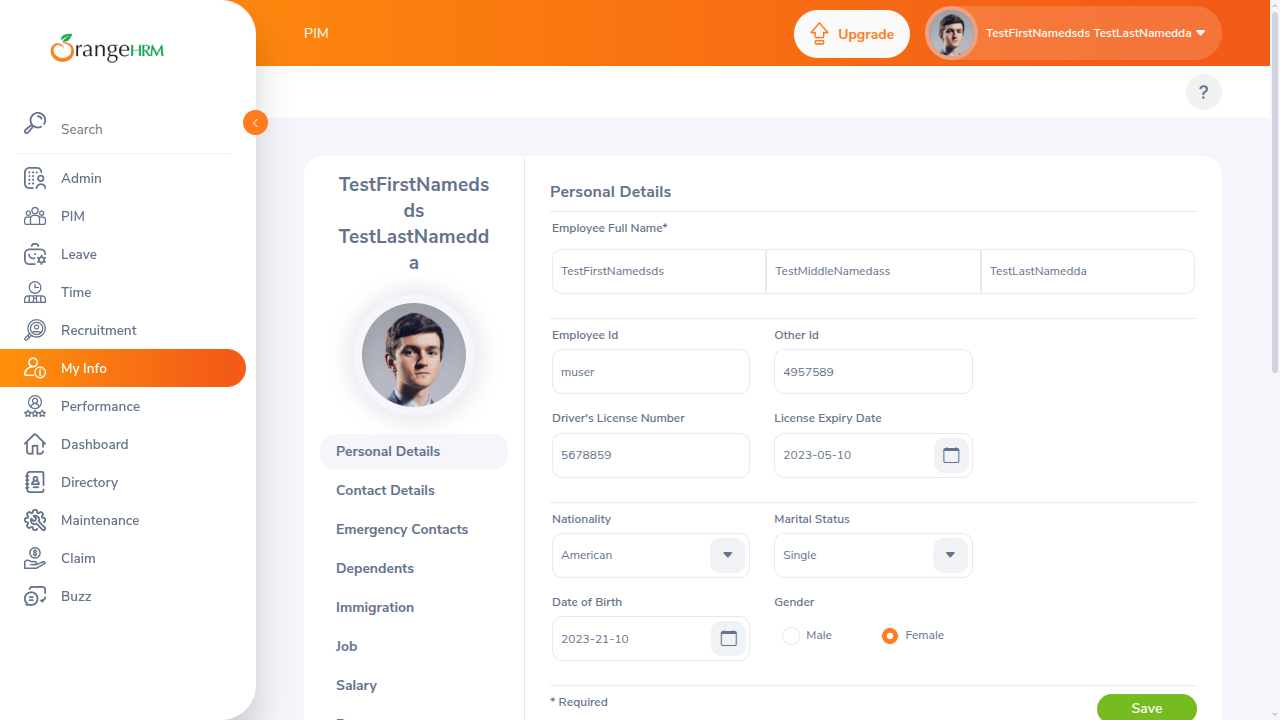 OrangeHRM
Search
Admin
PIM
Leave
Time
Recruitment
My Info
Performance
Dashboard
Directory
Maintenance
Claim
Buzz
PIM
Upgrade
TestFirstNamedsds TestLastNamedda
?
TestFirstNameds
ds
TestLastNamedd
a
Personal Details
Contact Details
Emergency Contacts
Dependents
Immigration
Job
Salary
Personal Details
Employee Full Name*
TestFirstNamedsds TestMiddleNamedass TestLastNamedda
Employee Id Other Id
muser 4957589
Driver's License Number License Expiry Date
5678859 2023-05-10
Nationality Marital Status
American Single
Date of Birth Gender
2023-21-10 Male Female
* Required
Save